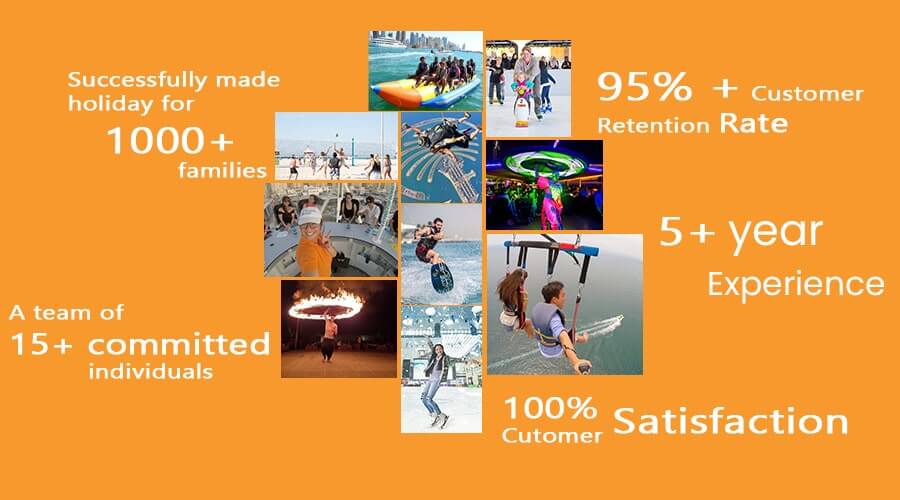 Successfully made
holiday for
1000+
families
95% + Customer
Retention Rate
5+ year
Experience
A team of
15+ committed
individuals
100%
Cutomer Satisfaction